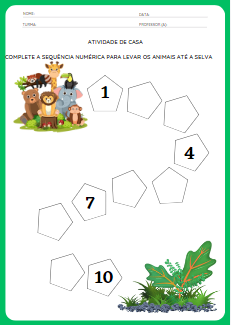 NOME:
DATA:
TURMA:
PROFESSOR (A):
ATIVIDADE DE CASA
COMPLETE A SEQUÊNCIA NUMÉRICA PARA LEVAR OS ANIMAIS ATÉ A SELVA
1
4
7
10